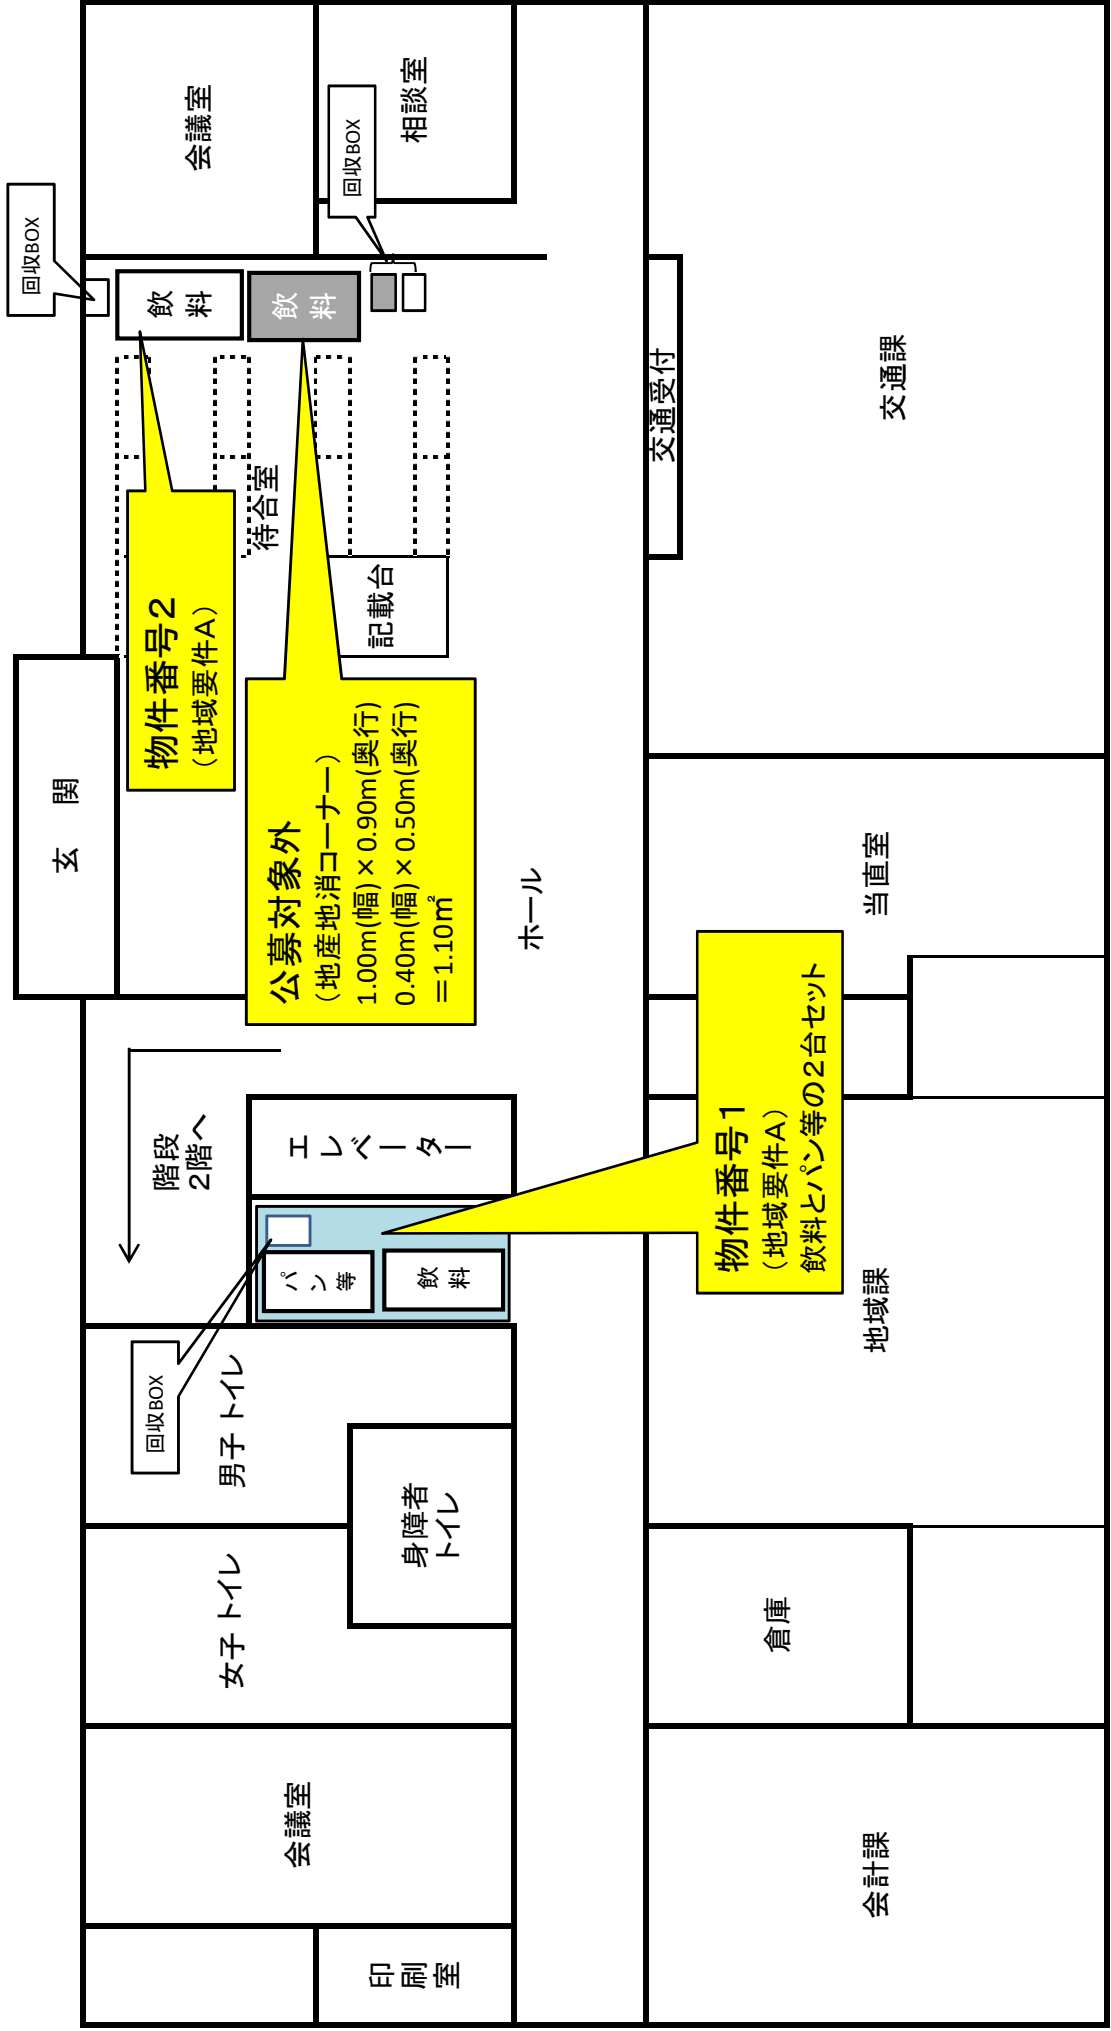 印刷室
会議室
女子 トイレ
身障者
トイレ
男子 トイレ
回収BOX
パン等
飲料
エレベーター
階段
2階へ
玄　関
公募対象外
（地産地消コーナー）
1.00m(幅)×0.90m(奥行)
0.40m(幅)×0.50m(奥行)
＝1.10㎡
物件番号2
（地域要件A）
記載台
待合室
回収BOX
飲料
飲料
回収BOX
会議室
相談室
ホール
会計課
倉庫
地域課
物件番号1
（地域要件A）
飲料とパン等の2台セット
当直室
交通受付
交通課